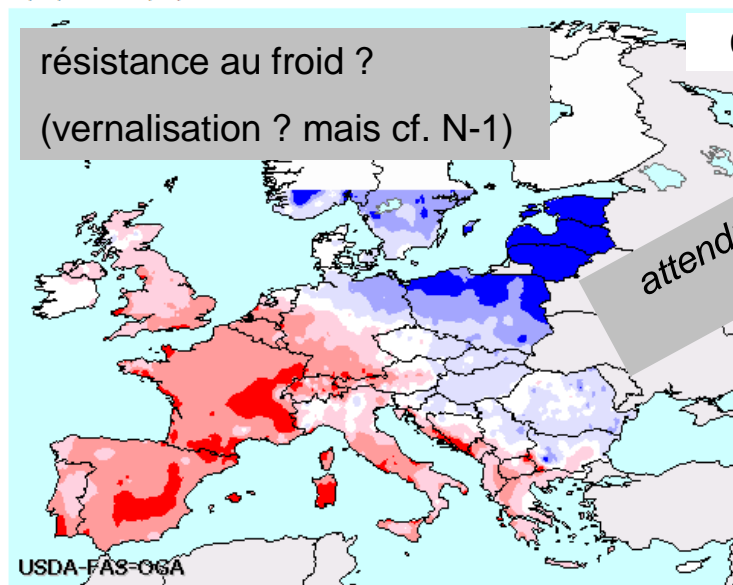 résistance au froid ?
(vernalisation ? mais cf. N-1)
attend
USDA-FAS-OGA